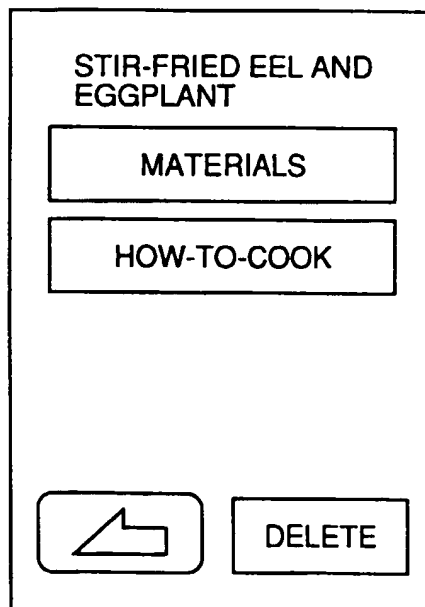 STIR-FRIED EEL AND
EGGPLANT
MATERIALS
HOW-TO-COOK
DELETE